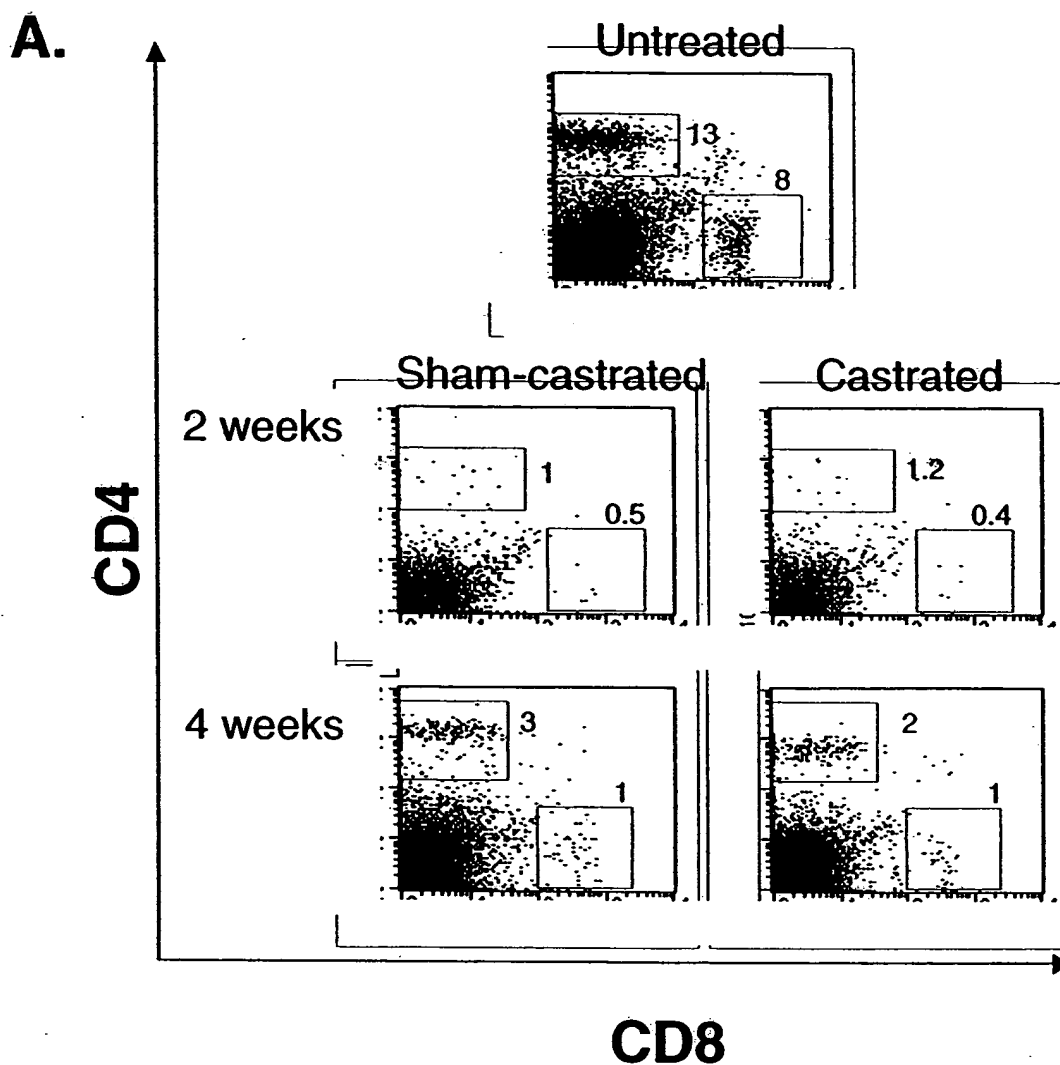 A.
Untreated
13
8
Sham-castrated
Castrated
2 weeks
1
0.5
1.2
0.4
CD4
4 weeks
3
1
2
1
CD8